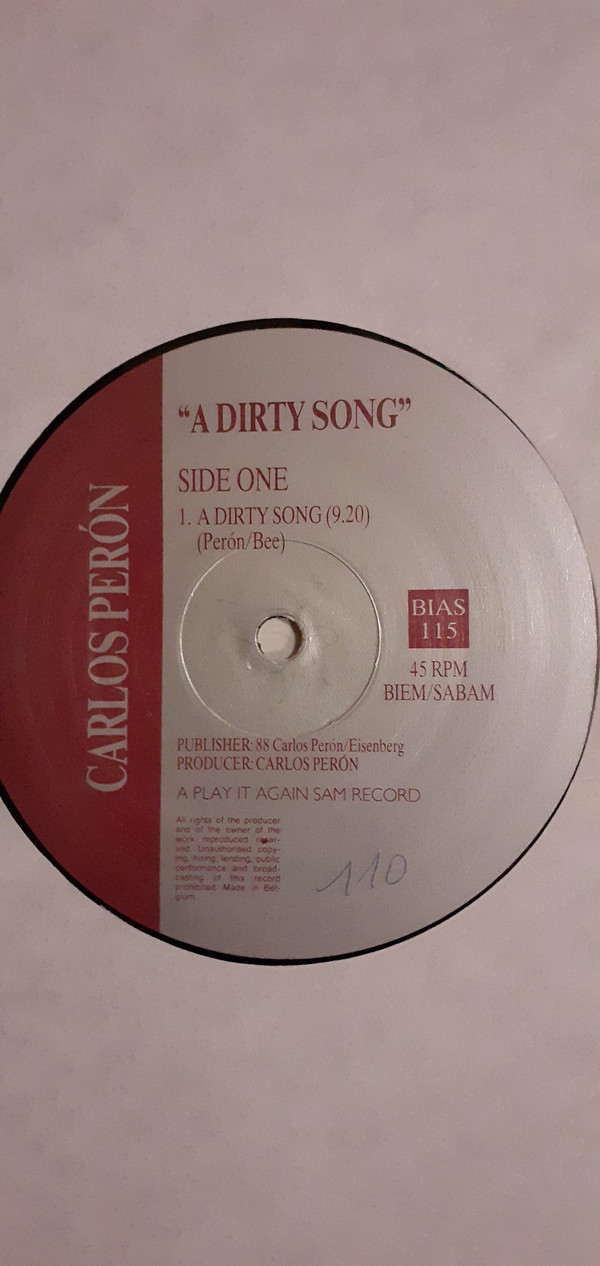 CARLOS PERÓN
“A DIRTY SONG”
SIDE ONE
1. A DIRTY SONG (9.20)
(Perón/Bee)
BIAS
115
45 RPM
BIEM/SABAM
PUBLISHER: 88 Carlos Perón/Eisenberg
PRODUCER: CARLOS PERÓN
A PLAY IT AGAIN SAM RECORD
All rights of the producer
and of the owner of the
work reproduced reser-
ved. Unauthorised copy-
ing, hiring, lending, public
performance and broad-
casting of this record
prohibited. Made in Bel-
gium.
110